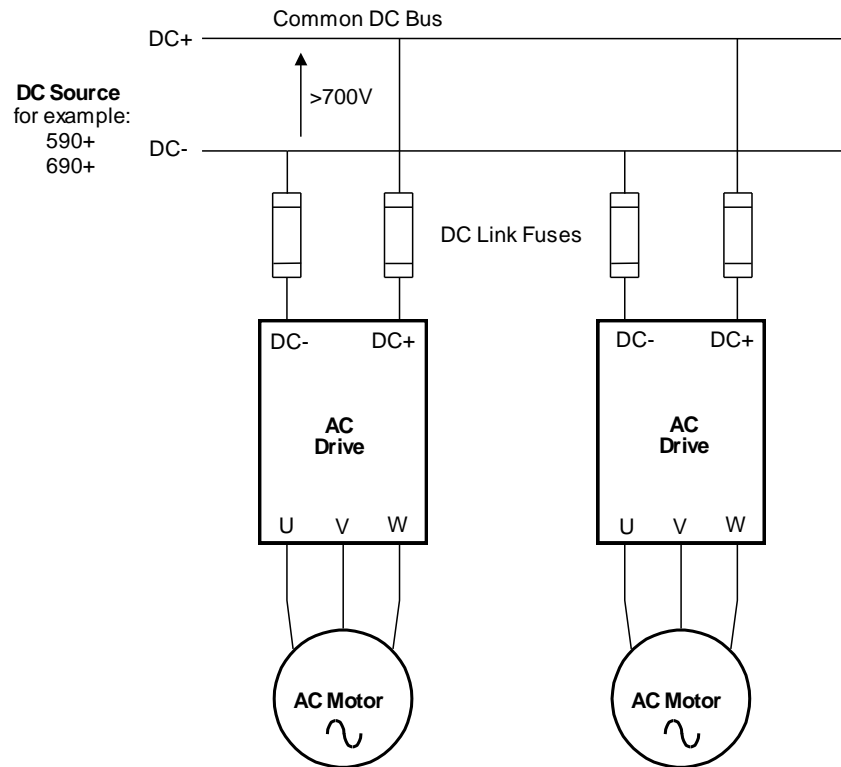 Common DC Bus
DC+
>700V
DC Source
for example:
590+
690+
DC-
DC Link Fuses
DC- DC+
AC
Drive
U V W
AC Motor
DC- DC+
AC
Drive
U V W
AC Motor